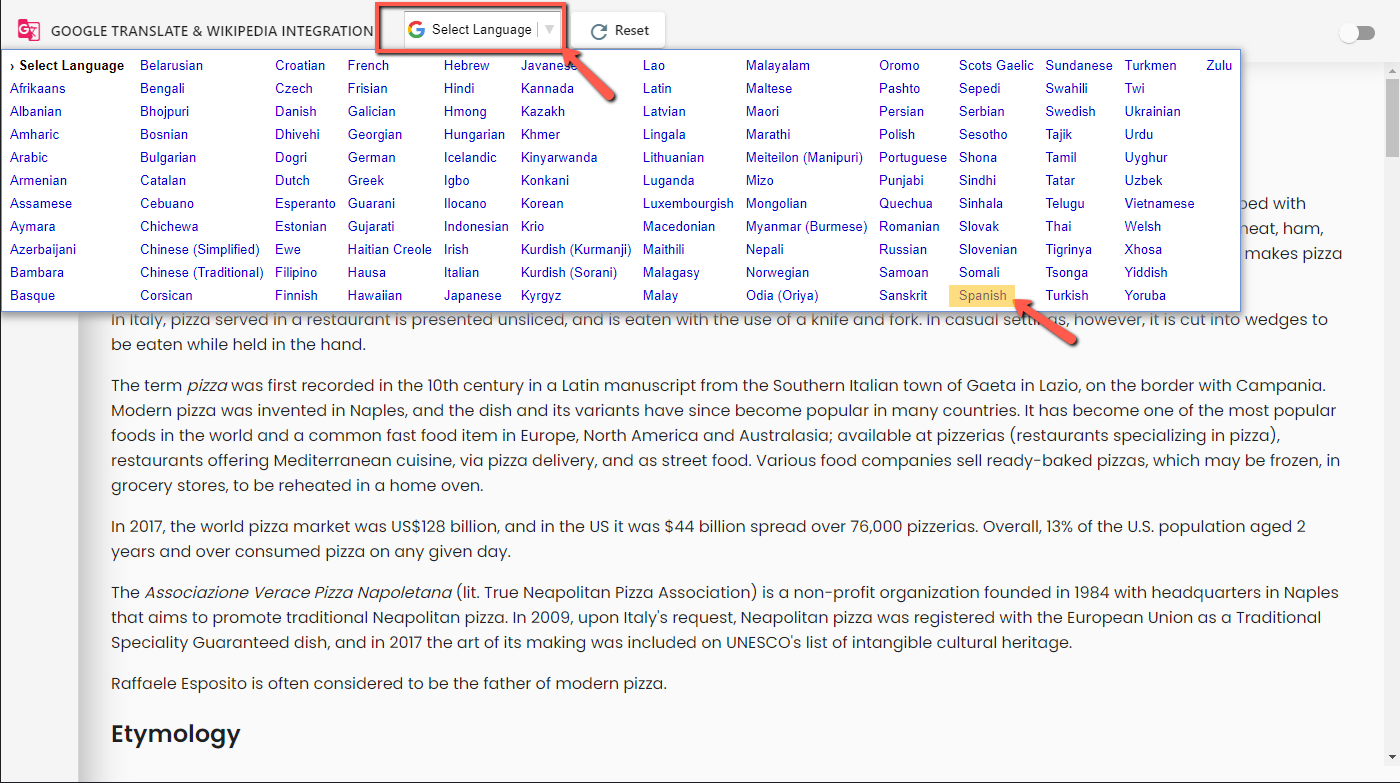 GOOGLE TRANSLATE & WIKIPEDIA INTEGRATION Select Language Reset
› Select Language Belarusian Croatian French Hebrew Javanese Lao Malayalam Oromo Scots Gaelic Sundanese Turkmen Zulu
Afrikaans Bengali Czech Frisian Hindi Kannada Latin Maltese Pashto Sepedi Swahili Twi
Albanian Bhojpuri Danish Galician Hmong Kazakh Latvian Maori Persian Serbian Swedish Ukrainian
Amharic Bosnian Dhivehi Georgian Hungarian Khmer Lingala Marathi Polish Sesotho Tajik Urdu
Arabic Bulgarian Dogri German Icelandic Kinyarwanda Lithuanian Meiteilon (Manipuri) Portuguese Shona Tamil Uyghur
Armenian Catalan Dutch Greek Igbo Konkani Luganda Mizo Punjabi Sindhi Tatar Uzbek
Assamese Cebuano Esperanto Guarani Ilocano Korean Luxembourgish Mongolian Quechua Sinhala Telugu Vietnamese
Aymara Chichewa Estonian Gujarati Indonesian Krio Macedonian Myanmar (Burmese) Romanian Slovak Thai Welsh
Azerbaijani Chinese (Simplified) Ewe Haitian Creole Irish Kurdish (Kurmanji) Maithili Nepali Russian Slovenian Tigrinya Xhosa makes pizza
Bambara Chinese (Traditional) Filipino Hausa Italian Kurdish (Sorani) Malagasy Norwegian Samoan Somali Tsonga Yiddish
Basque Corsican Finnish Hawaiian Japanese Kyrgyz Malay Odia (Oriya) Sanskrit Spanish Turkish Yoruba
with
ham,
In Italy, pizza served in a restaurant is presented unsliced, and is eaten with the use of a knife and fork. In casual settings, however, it is cut into wedges to
be eaten while held in the hand.
The term pizza was first recorded in the 10th century in a Latin manuscript from the Southern Italian town of Gaeta in Lazio, on the border with Campania.
Modern pizza was invented in Naples, and the dish and its variants have since become popular in many countries. It has become one of the most popular
foods in the world and a common fast food item in Europe, North America and Australasia; available at pizzerias (restaurants specializing in pizza),
restaurants offering Mediterranean cuisine, via pizza delivery, and as street food. Various food companies sell ready-baked pizzas, which may be frozen, in
grocery stores, to be reheated in a home oven.
In 2017, the world pizza market was US$128 billion, and in the US it was $44 billion spread over 76,000 pizzerias. Overall, 13% of the U.S. population aged 2
years and over consumed pizza on any given day.
The Associazione Verace Pizza Napoletana (lit. True Neapolitan Pizza Association) is a non-profit organization founded in 1984 with headquarters in Naples
that aims to promote traditional Neapolitan pizza. In 2009, upon Italy's request, Neapolitan pizza was registered with the European Union as a Traditional
Speciality Guaranteed dish, and in 2017 the art of its making was included on UNESCO's list of intangible cultural heritage.
Raffaele Esposito is often considered to be the father of modern pizza.
Etymology